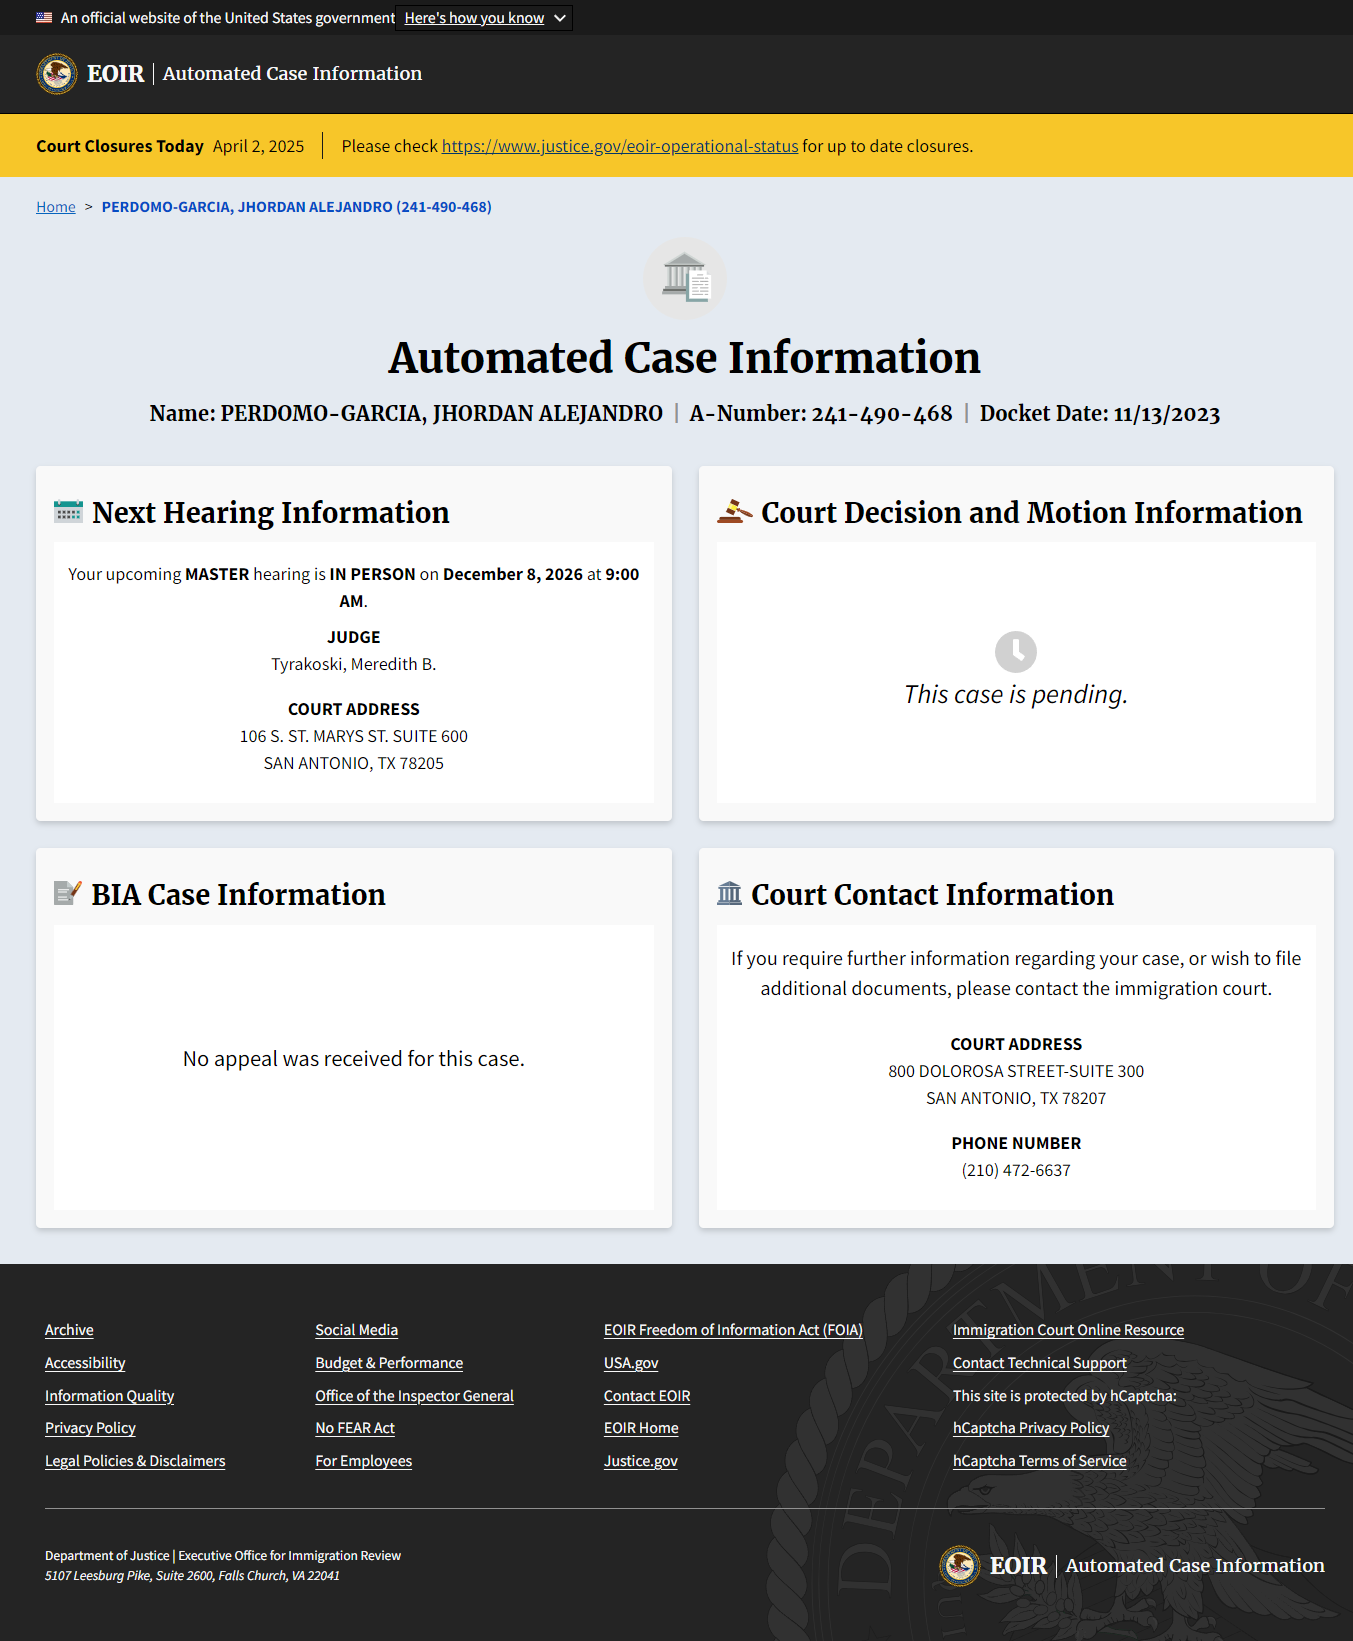 An official website of the United States government Here's how you know
EOIR | Automated Case Information
Court Closures Today April 2, 2025 | Please check https://www.justice.gov/eoir-operational-status for up to date closures.
Home > PERDOMO-GARCIA, JHORDAN ALEJANDRO (241-490-468)
Automated Case Information
Name: PERDOMO-GARCIA, JHORDAN ALEJANDRO | A-Number: 241-490-468 | Docket Date: 11/13/2023
Next Hearing Information
Your upcoming MASTER hearing is IN PERSON on December 8, 2026 at 9:00
AM.
JUDGE
Tyrakoski, Meredith B.
COURT ADDRESS
106 S. ST. MARYS ST. SUITE 600
SAN ANTONIO, TX 78205
Court Decision and Motion Information
This case is pending.
BIA Case Information
No appeal was received for this case.
Court Contact Information
If you require further information regarding your case, or wish to file
additional documents, please contact the immigration court.
COURT ADDRESS
800 DOLOROSA STREET-SUITE 300
SAN ANTONIO, TX 78207
PHONE NUMBER
(210) 472-6637
Archive
Accessibility
Information Quality
Privacy Policy
Legal Policies & Disclaimers
Social Media
Budget & Performance
Office of the Inspector General
No FEAR Act
For Employees
EOIR Freedom of Information Act (FOIA)
USA.gov
Contact EOIR
EOIR Home
Justice.gov
Immigration Court Online Resource
Contact Technical Support
This site is protected by hCaptcha:
hCaptcha Privacy Policy
hCaptcha Terms of Service
DEPARTMENT OF
Department of Justice | Executive Office for Immigration Review
5107 Leesburg Pike, Suite 2600, Falls Church, VA 22041
EOIR | Automated Case Information